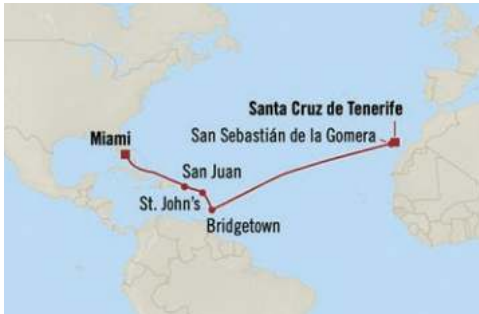 Santa Cruz de Tenerife
San Sebastián de la Gomera
Miami
San Juan
St. John's
Bridgetown